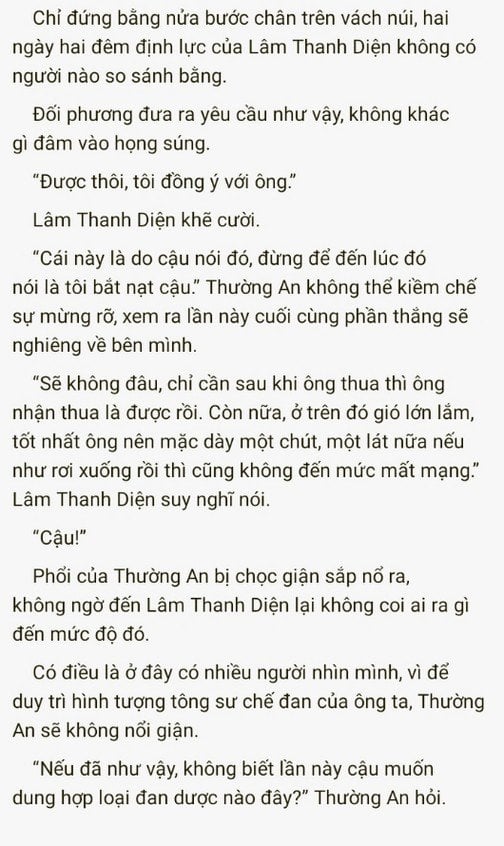 Chỉ đứng bằng nửa bước chân trên vách núi, hai
ngày hai đêm định lực của Lâm Thanh Diện không có
người nào so sánh bằng.
Đối phương đưa ra yêu cầu như vậy, không khác
gì đâm vào họng súng.
“Được thôi, tôi đồng ý với ông.”
Lâm Thanh Diện khẽ cười.
“Cái này là do cậu nói đó, đừng để đến lúc đó
nói là tôi bắt nạt cậu.” Thường An không thể kiềm chế
sự mừng rỡ, xem ra lần này cuối cùng phần thắng sẽ
nghiêng về bên mình.
“Sẽ không đâu, chỉ cần sau khi ông thua thì ông
nhận thua là được rồi. Còn nữa, ở trên đó gió lớn lắm,
tốt nhất ông nên mặc dày một chút, một lát nữa nếu
như rơi xuống rồi thì cũng không đến mức mất mạng.”
Lâm Thanh Diện suy nghĩ nói.
“Cậu!”
Phổi của Thường An bị chọc giận sắp nổ ra,
không ngờ đến Lâm Thanh Diện lại không coi ai ra gì
đến mức độ đó.
Có điều là ở đây có nhiều người nhìn mình, vì để
duy trì hình tượng tông sư chế đan của ông ta, Thường
An sẽ không nổi giận.
“Nếu đã như vậy, không biết lần này cậu muốn
dung hợp loại đan dược nào đây?” Thường An hỏi.